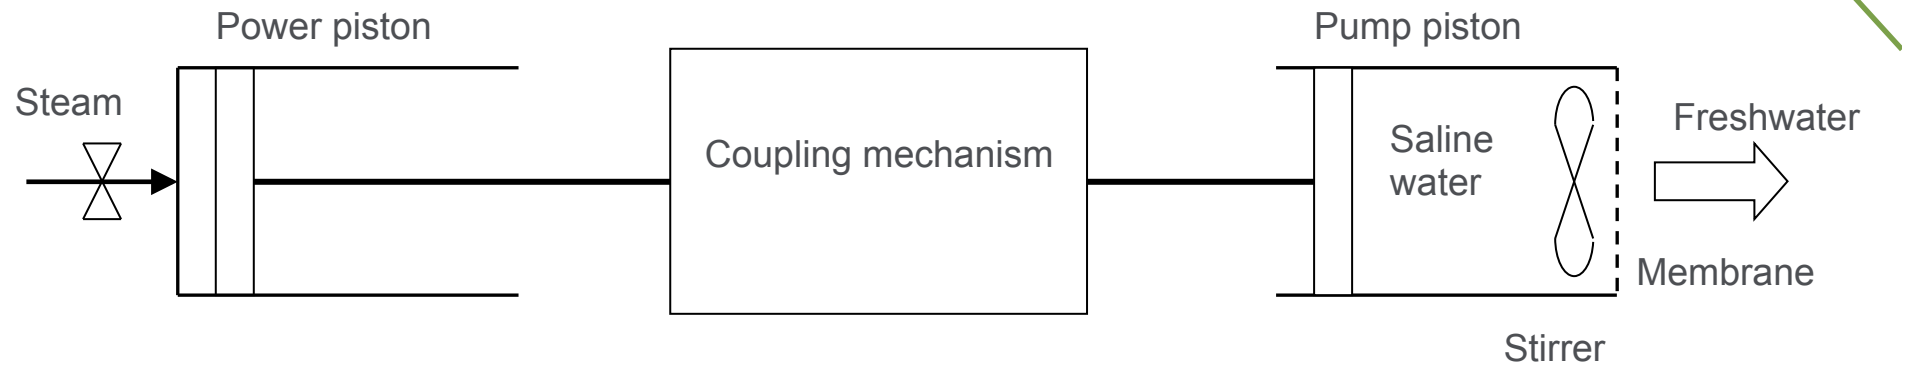 Power piston
Pump piston
Steam
Freshwater
Coupling mechanism
Saline
water
Membrane
Stirrer